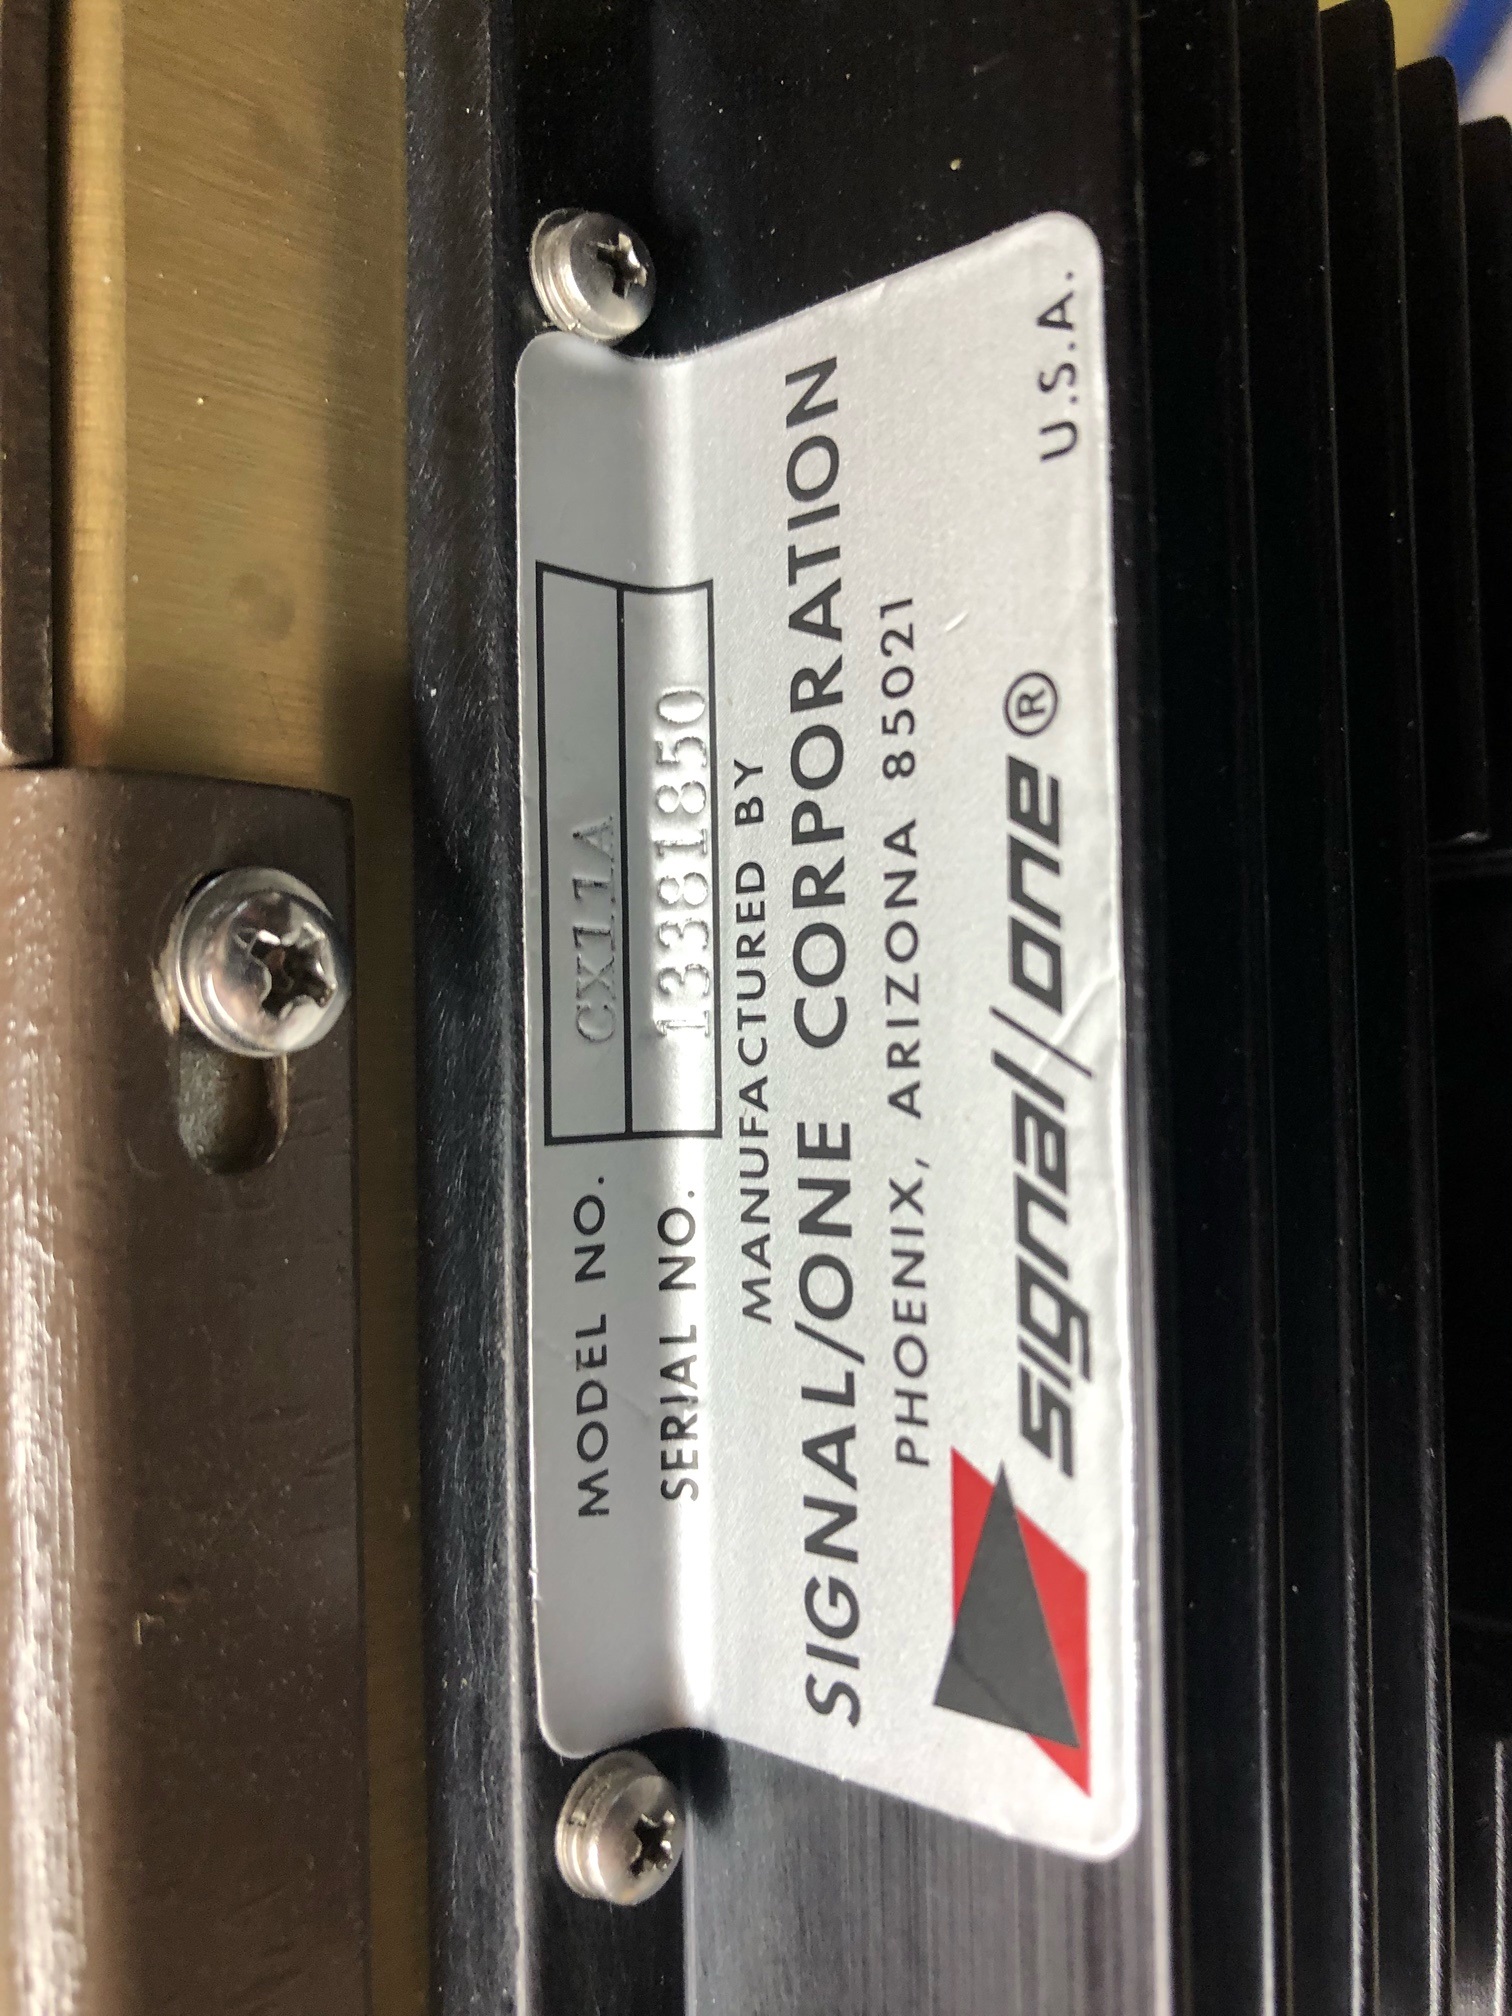 MODEL NO. CX11A
SERIAL NO. 13381850
MANUFACTURED BY
SIGNAL/ONE CORPORATION
PHOENIX, ARIZONA 85021
signal/one®
U.S.A.